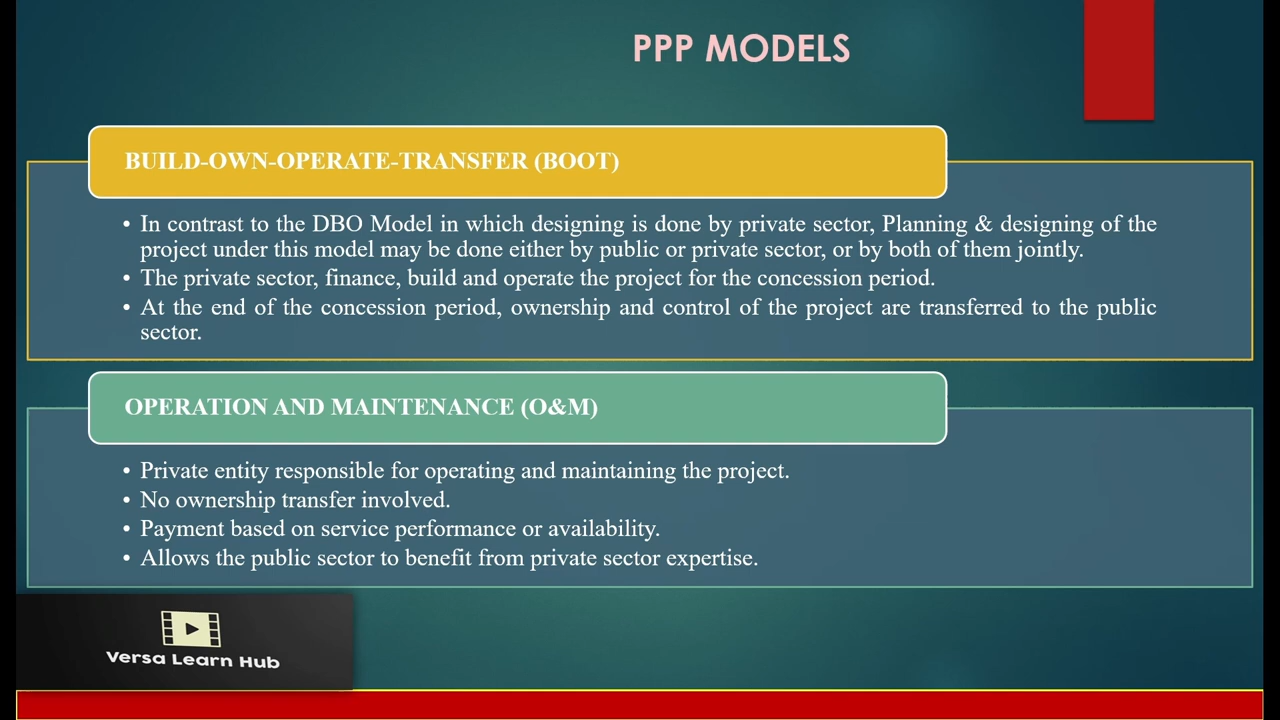 PPP MODELS
BUILD-OWN-OPERATE-TRANSFER (BOOT)
• In contrast to the DBO Model in which designing is done by private sector, Planning & designing of the
project under this model may be done either by public or private sector, or by both of them jointly.
• The private sector, finance, build and operate the project for the concession period.
• At the end of the concession period, ownership and control of the project are transferred to the public
sector.
OPERATION AND MAINTENANCE (O&M)
• Private entity responsible for operating and maintaining the project.
• No ownership transfer involved.
• Payment based on service performance or availability.
• Allows the public sector to benefit from private sector expertise.
Versa Learn Hub